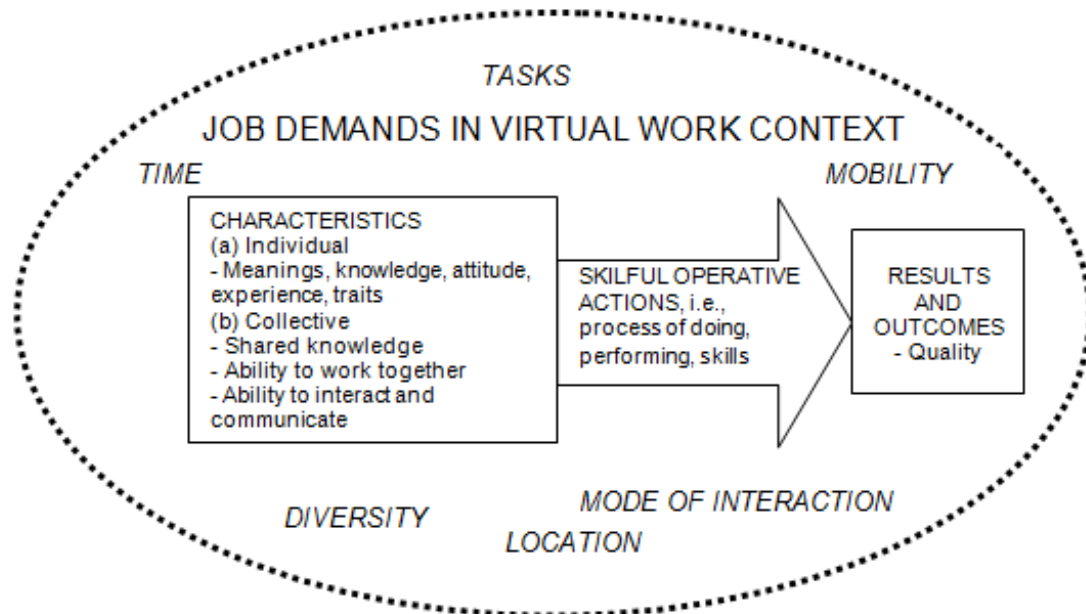 TASKS
JOB DEMANDS IN VIRTUAL WORK CONTEXT
TIME
MOBILITY
CHARACTERISTICS
(a) Individual
- Meanings, knowledge, attitude,
experience, traits
(b) Collective
- Shared knowledge
- Ability to work together
- Ability to interact and
communicate
SKILFUL OPERATIVE
ACTIONS, i.e.,
process of doing,
performing, skills
RESULTS
AND
OUTCOMES
- Quality
DIVERSITY
MODE OF INTERACTION
LOCATION